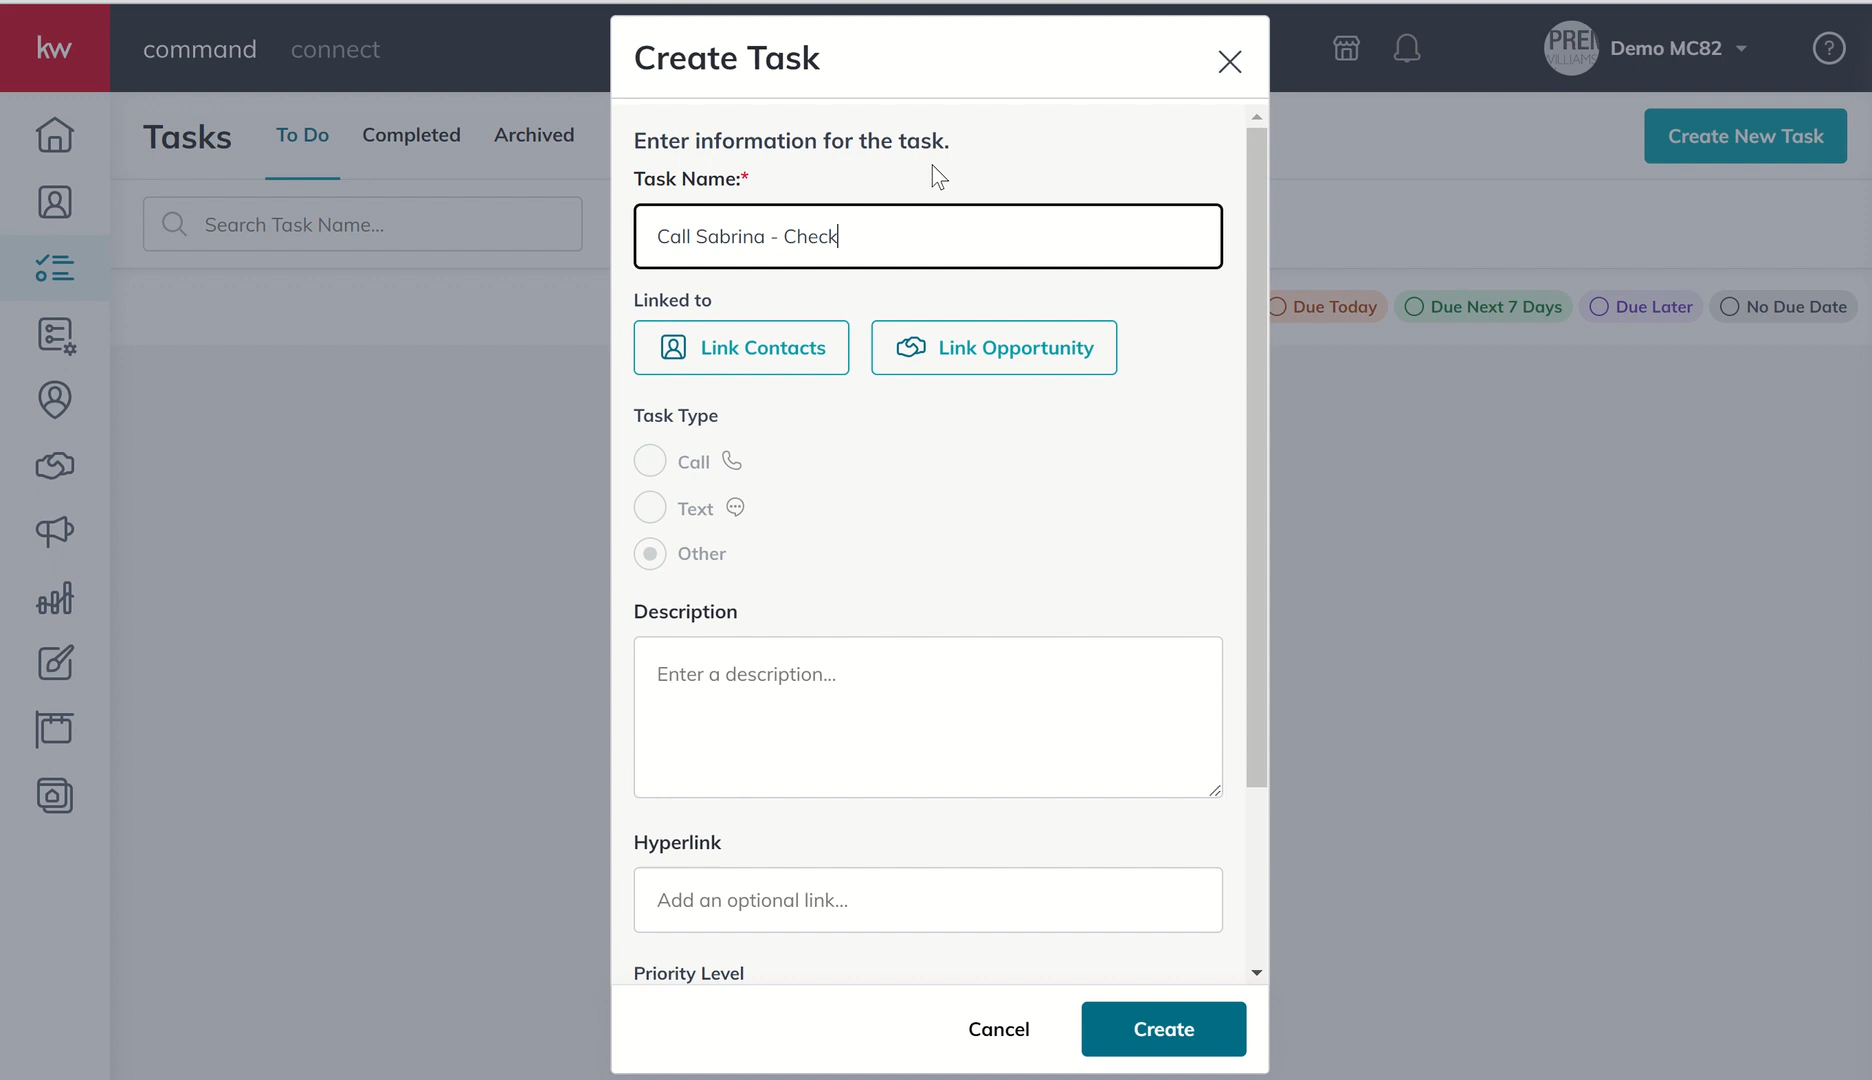 kw
command connect
PREI
WILLIAMS
Demo MC82
?
Tasks
To Do Completed Archived
Create New Task
Search Task Name...
Due Today Due Next 7 Days Due Later No Due Date
Create Task
Enter information for the task.
Task Name:*
Call Sabrina - Check
Linked to
Link Contacts Link Opportunity
Task Type
Call
Text
Other
Description
Enter a description...
Hyperlink
Add an optional link...
Priority Level
Cancel Create